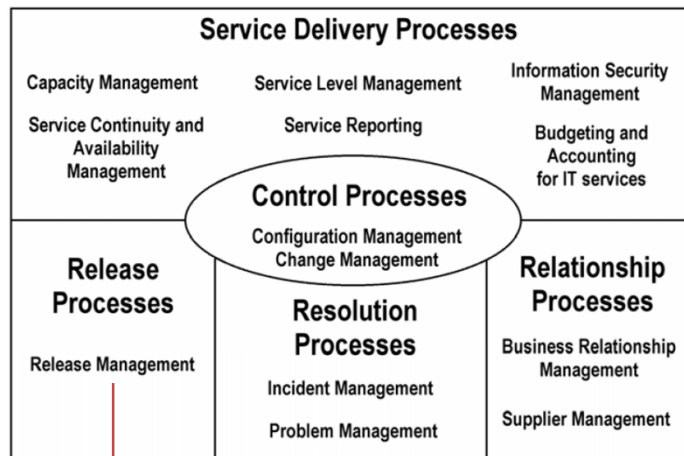 Service Delivery Processes
Capacity Management
Service Continuity and
Availability
Management
Service Level Management
Service Reporting
Information Security
Management
Budgeting and
Accounting
for IT services
Control Processes
Configuration Management
Change Management
Release
Processes
Release Management
Resolution
Processes
Incident Management
Problem Management
Relationship
Processes
Business Relationship
Management
Supplier Management